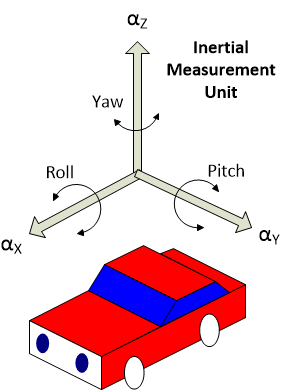 αZ
Inertial
Measurement
Unit
Yaw
Roll
Pitch
αX
αY